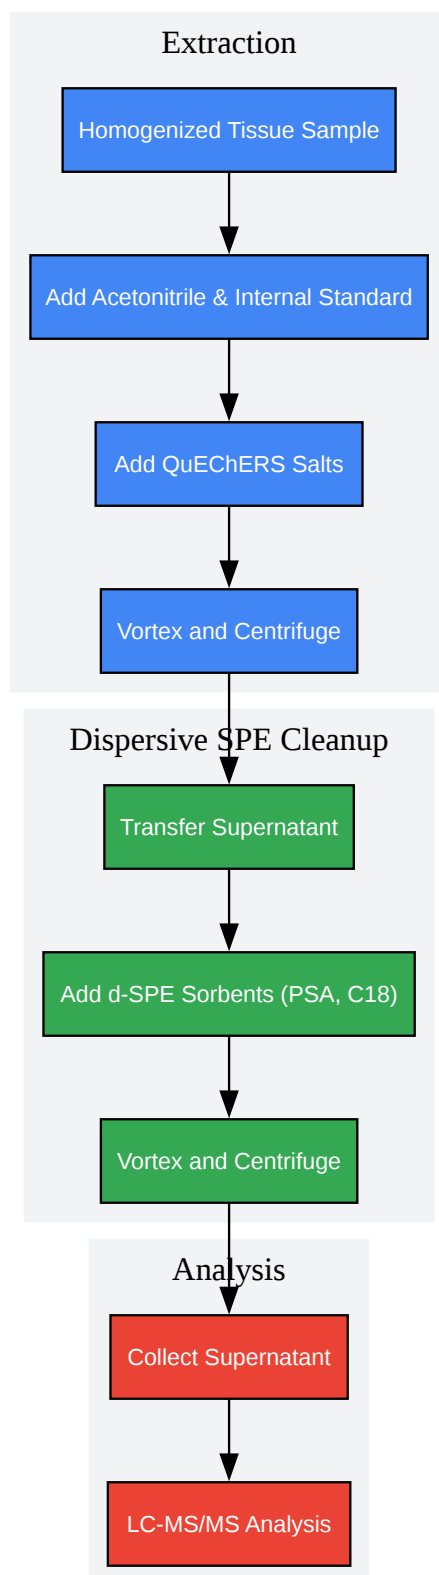 Extraction
Homogenized Tissue Sample
Add Acetonitrile & Internal Standard
Add QuEChERS Salts
Vortex and Centrifuge
Dispersive SPE Cleanup
Transfer Supernatant
Add d-SPE Sorbents (PSA, C18)
Vortex and Centrifuge
Analysis
Collect Supernatant
LC-MS/MS Analysis